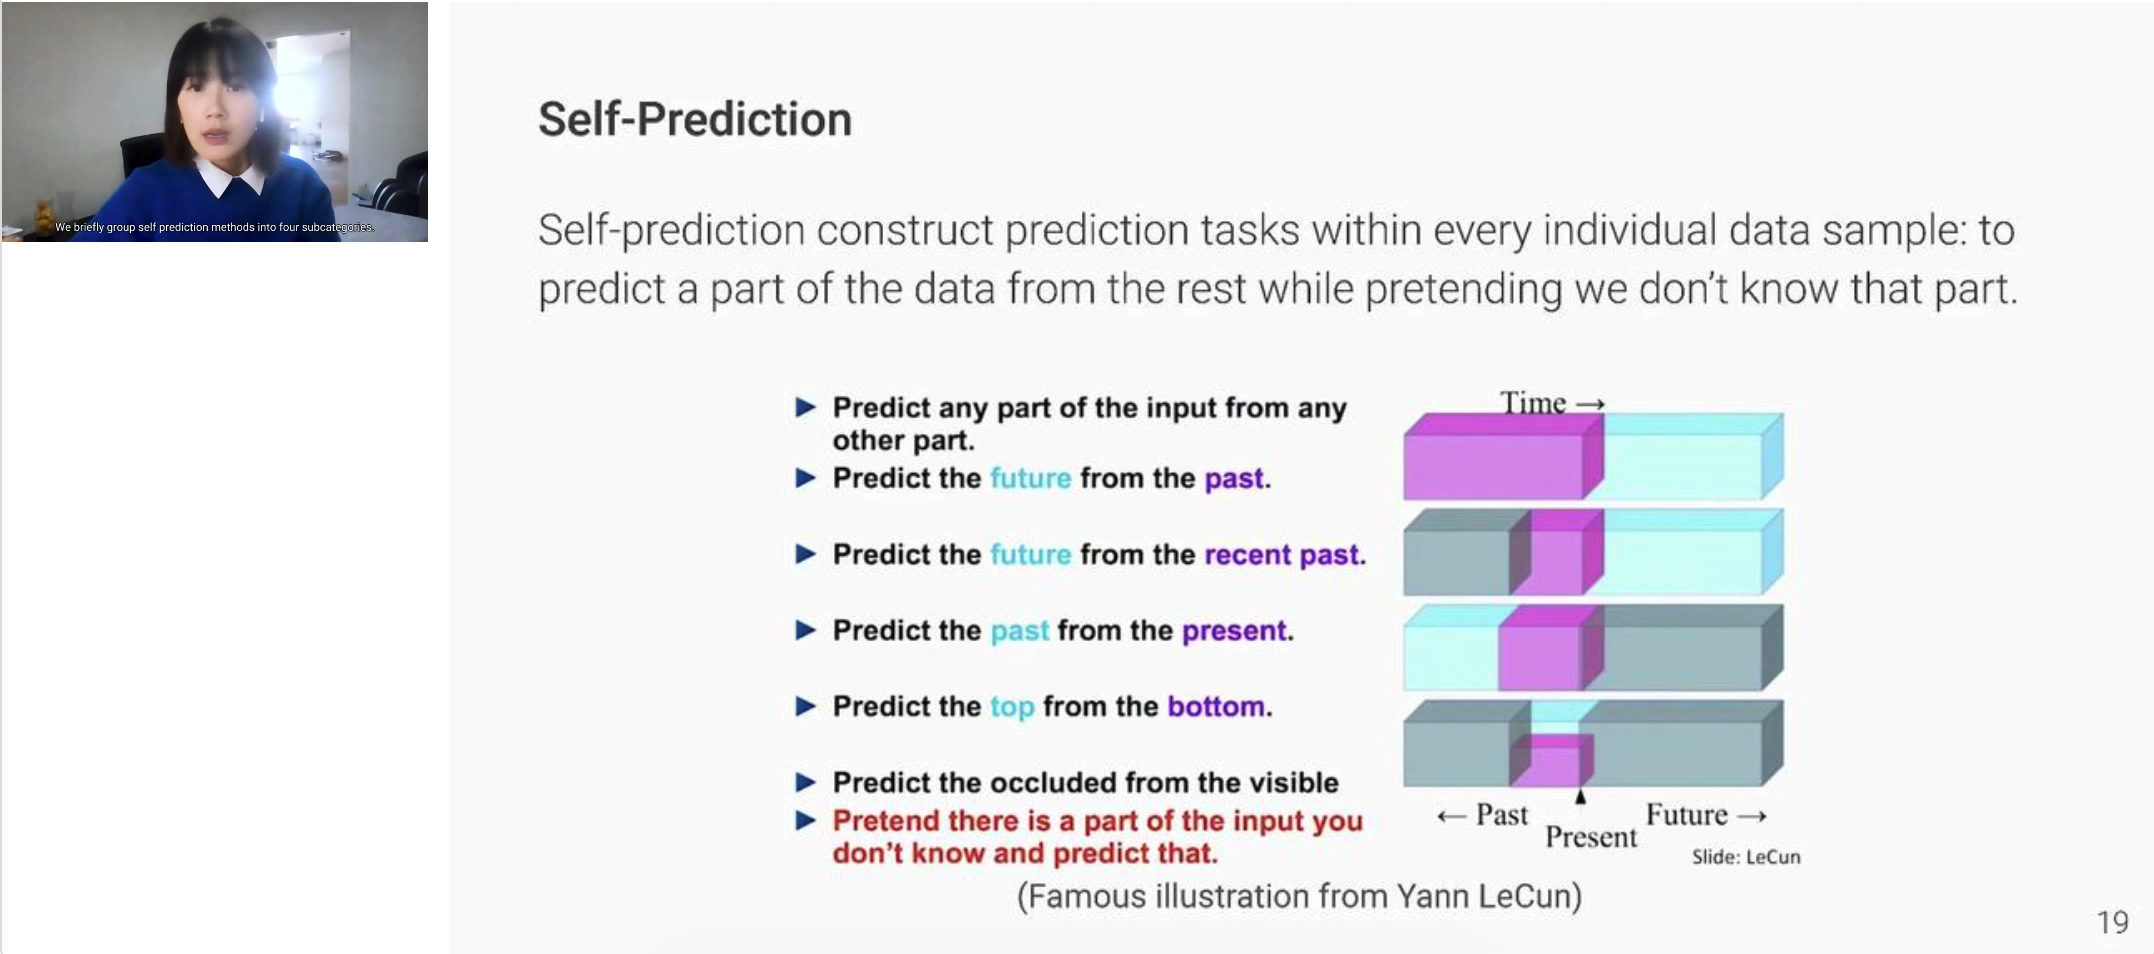 We briefly group self prediction methods into four subcategories.
Self-Prediction
Self-prediction construct prediction tasks within every individual data sample: to
predict a part of the data from the rest while pretending we don’t know that part.
► Predict any part of the input from any
other part.
► Predict the future from the past.
► Predict the future from the recent past.
► Predict the past from the present.
► Predict the top from the bottom.
► Predict the occluded from the visible
► Pretend there is a part of the input you
don’t know and predict that.
Time →
← Past
Present
Future →
Slide: LeCun
(Famous illustration from Yann LeCun)
19